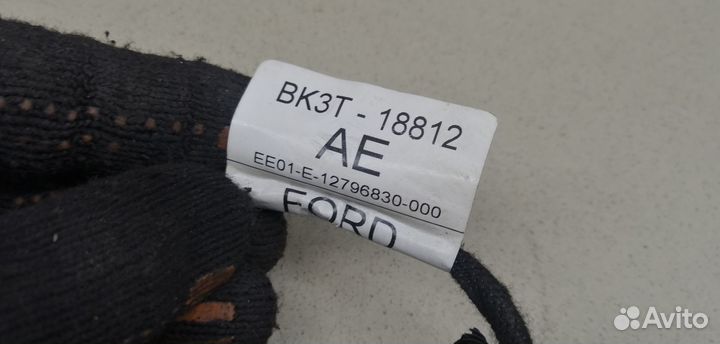 BK3T - 18812
AE
EE01-E-12796830-000
FORD
Avito